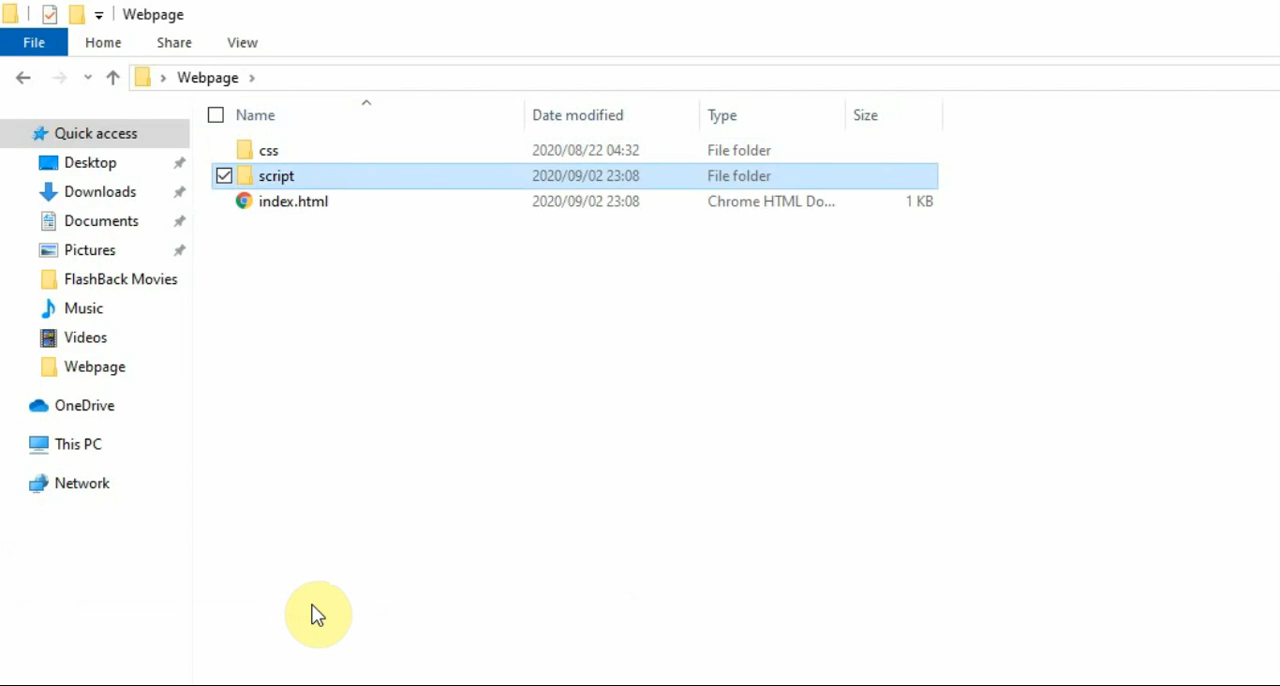 Webpage
File Home Share View
Webpage
Name Date modified Type Size
Quick access
Desktop
Downloads
Documents
Pictures
FlashBack Movies
Music
Videos
Webpage
OneDrive
This PC
Network
css 2020/08/22 04:32 File folder
script 2020/09/02 23:08 File folder
index.html 2020/09/02 23:08 Chrome HTML Do... 1 KB